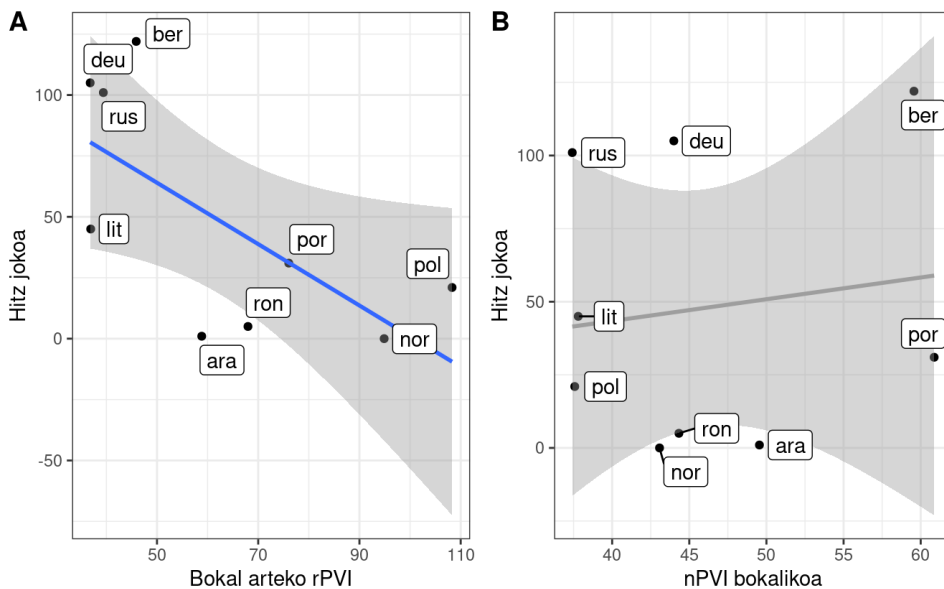 A
Hitz jokoa
100
50
0
-50
ber
deu
rus
lit
por
pol
ron
nor
ara
50
70
90
110
Bokal arteko rPVI
B
Hitz jokoa
100
50
0
ber
deu
rus
lit
por
pol
ron
ara
nor
40
45
50
55
60
nPVI bokalikoa